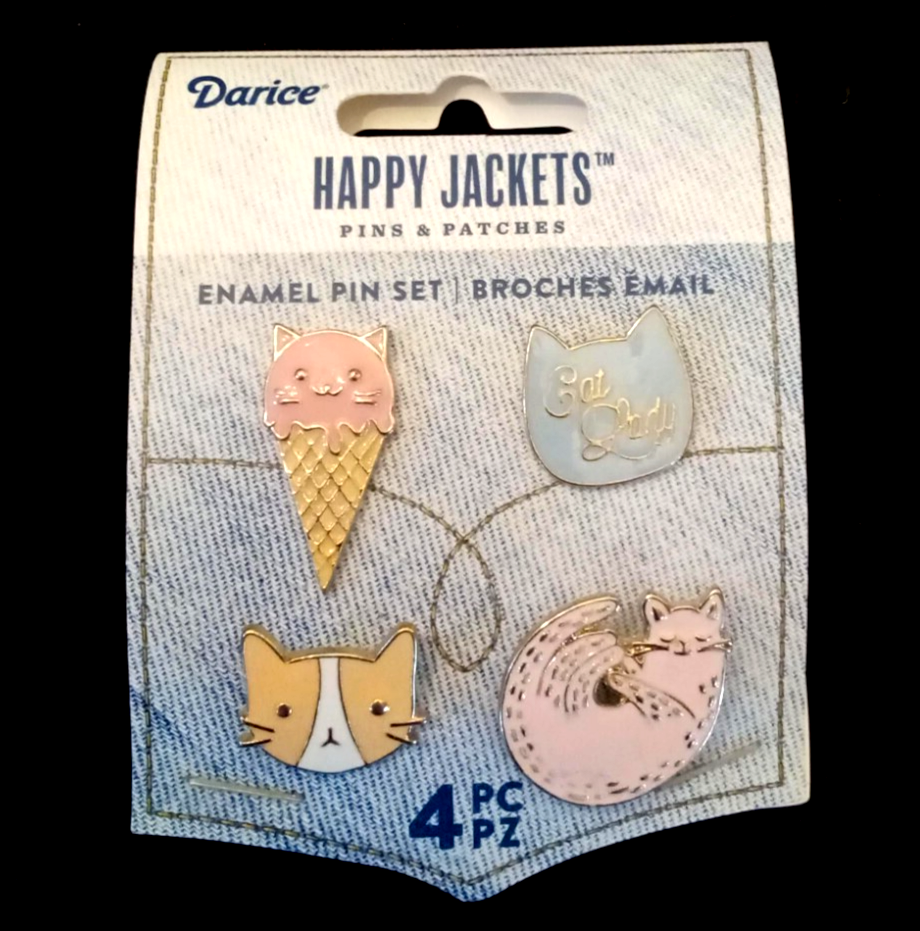 Darice®
HAPPY JACKETS™
PINS & PATCHES
ENAMEL PIN SET | BROCHES ÉMAIL
Cat
Lady
4 PC
PZ